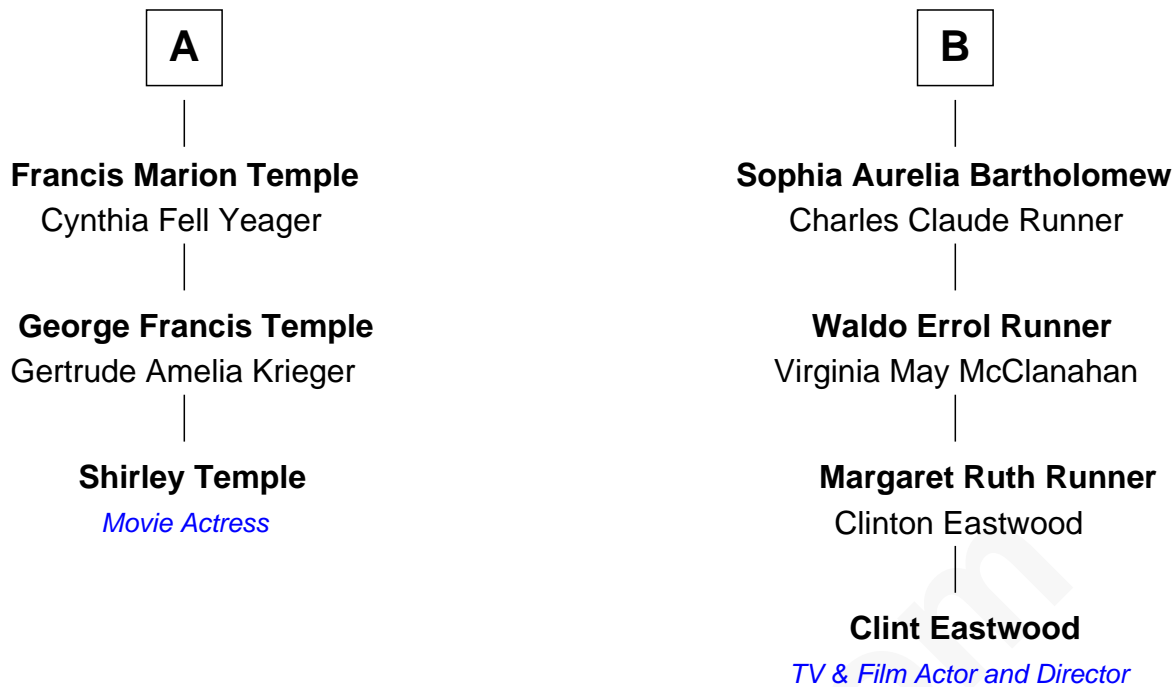 A
Francis Marion Temple
Cynthia Fell Yeager
George Francis Temple
Gertrude Amelia Krieger
Shirley Temple
Movie Actress
B
Sophia Aurelia Bartholomew
Charles Claude Runner
Waldo Errol Runner
Virginia May McClanahan
Margaret Ruth Runner
Clinton Eastwood
Clint Eastwood
TV & Film Actor and Director